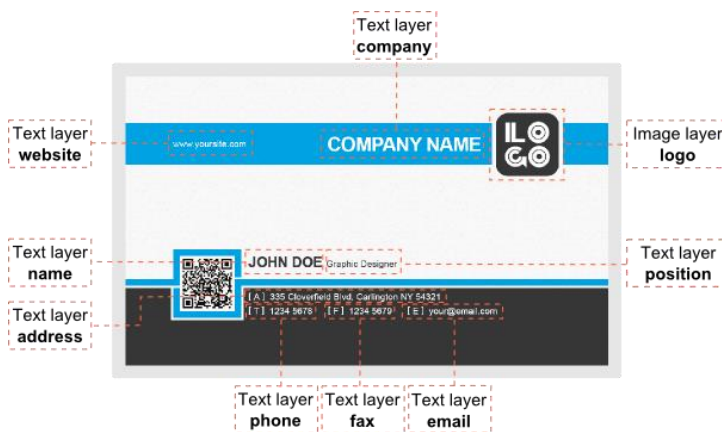 Text layer
company
Text layer
website
www.yoursite.com
COMPANY NAME
LO
GO
Image layer
logo
Text layer
name
JOHN DOE Graphic Designer
Text layer
position
Text layer
address
[ A ] 335 Cloverfield Blvd, Carlington NY 54321
[ T ] 1234 5678 [ F ] 1234 5679 [ E ] your@email.com
Text layer
phone
Text layer
fax
Text layer
email